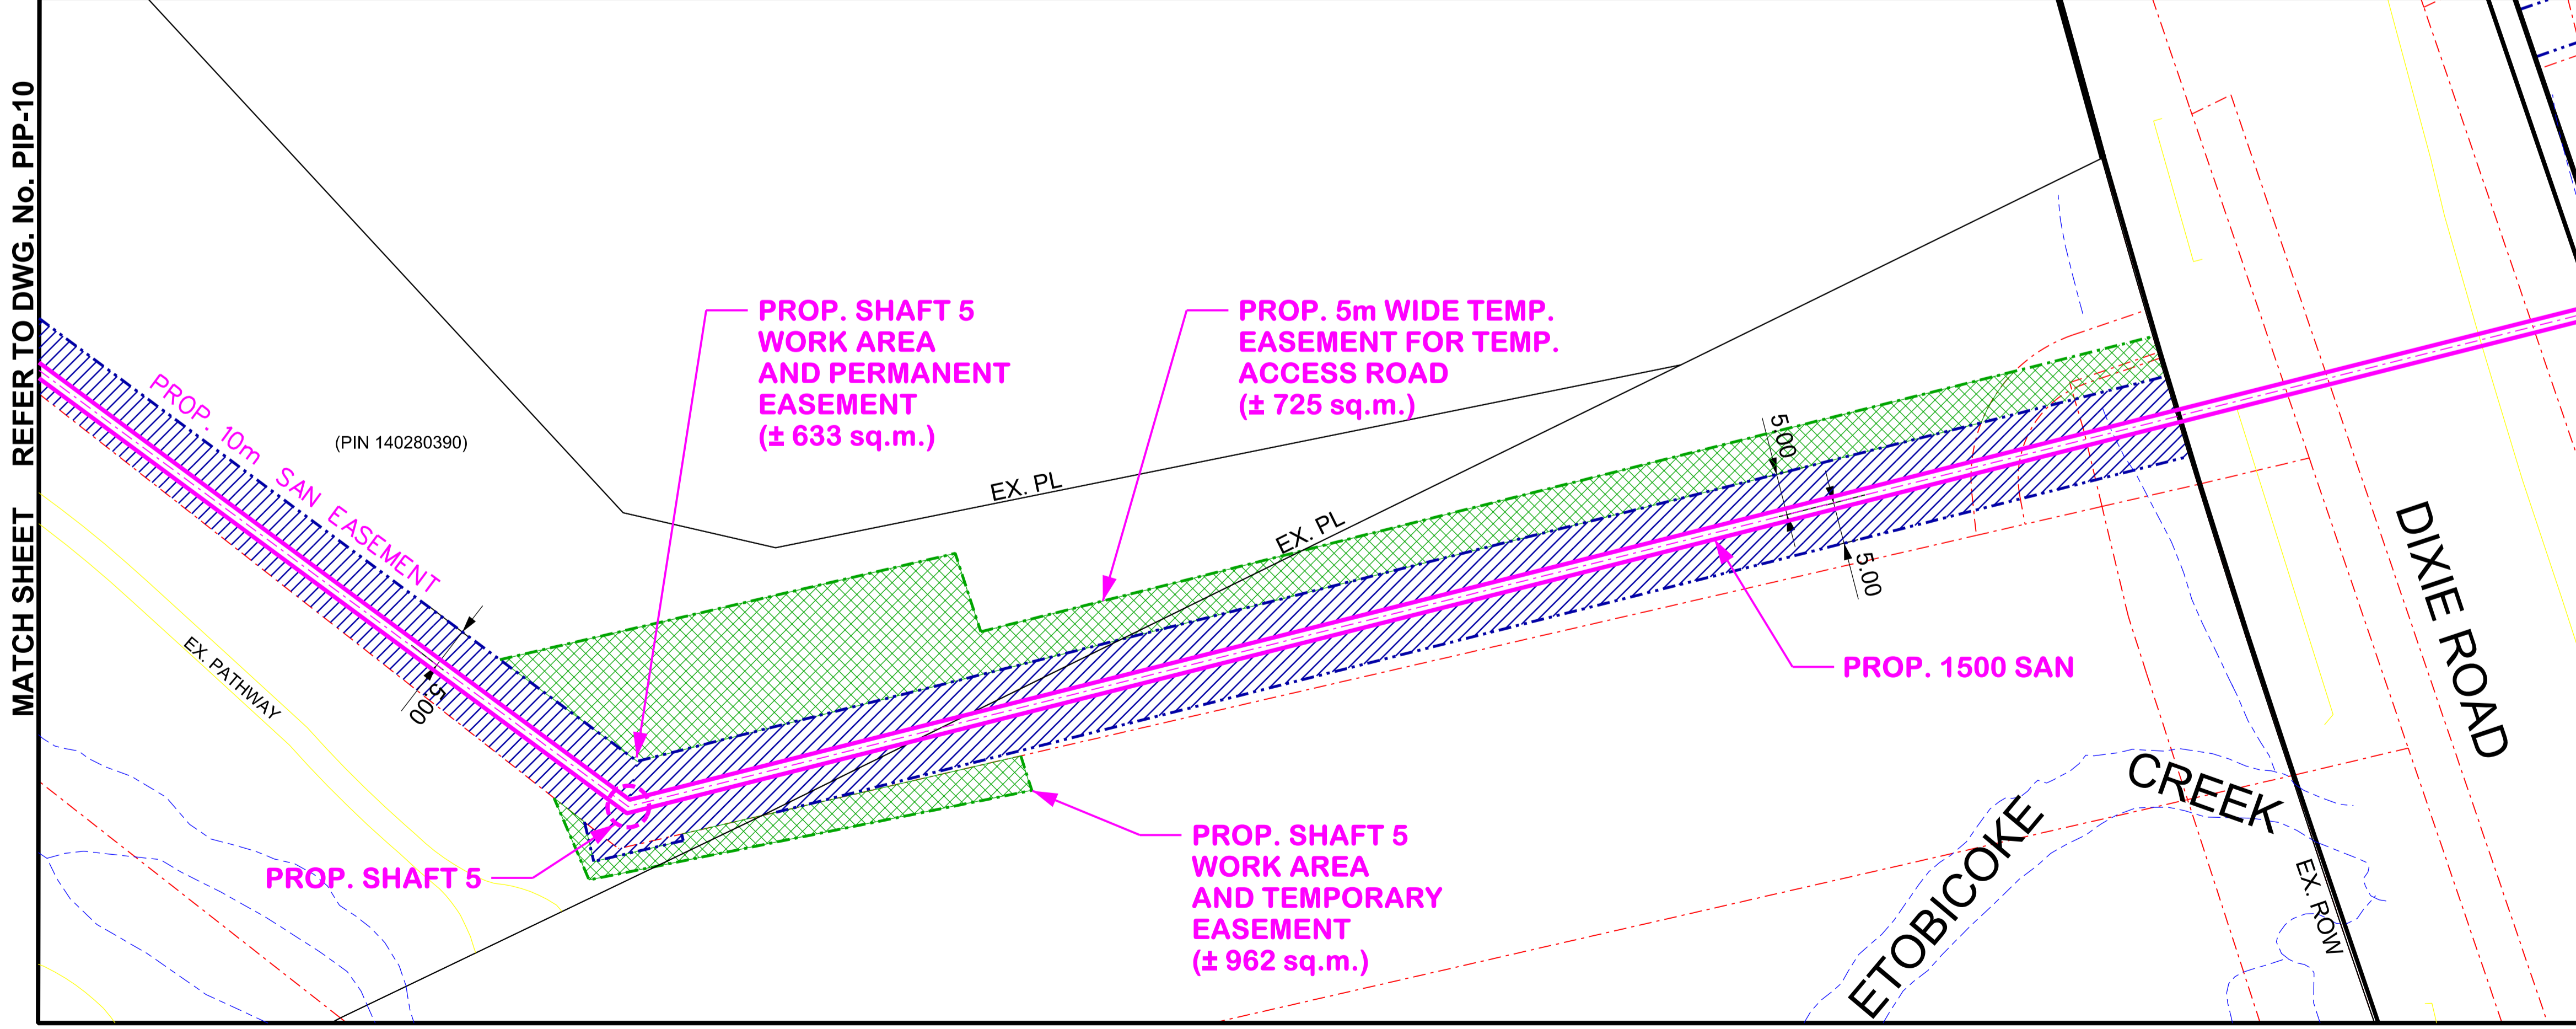 MATCH SHEET REFER TO DWG. No. PIP-10
PROP. 10m SAN EASEMENT
(PIN 140280390)
EX. PATHWAY
5.00
PROP. SHAFT 5
WORK AREA
AND PERMANENT
EASEMENT
(± 633 sq.m.)
PROP. 5m WIDE TEMP.
EASEMENT FOR TEMP.
ACCESS ROAD
(± 725 sq.m.)
EX. PL
EX. PL
5.00
5.00
PROP. 1500 SAN
PROP. SHAFT 5
PROP. SHAFT 5
WORK AREA
AND TEMPORARY
EASEMENT
(± 962 sq.m.)
ETOBICOKE
CREEK
EX. ROW
DIXIE ROAD